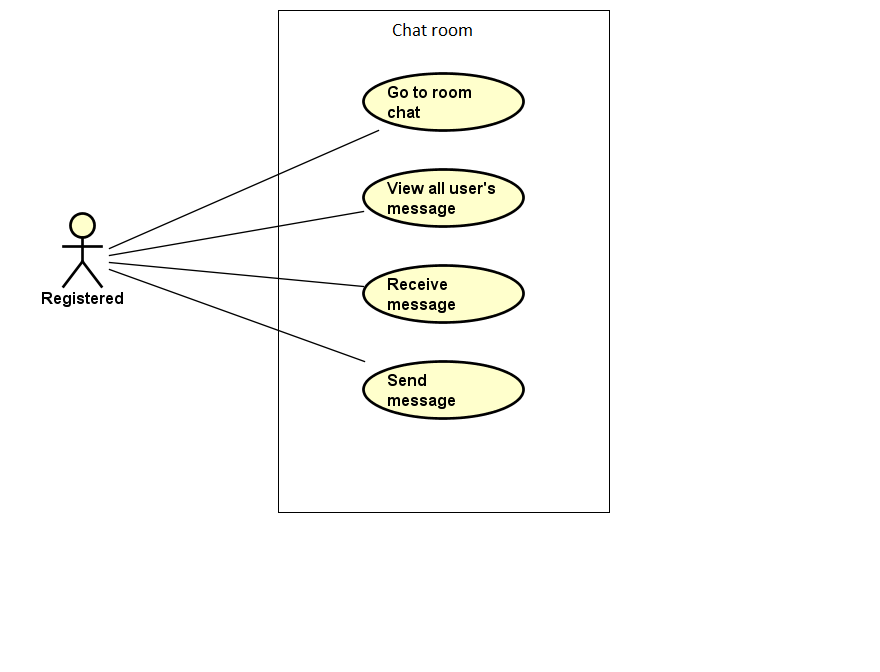 Chat room
Go to room
chat
View all user's
message
Registered
Receive
message
Send
message